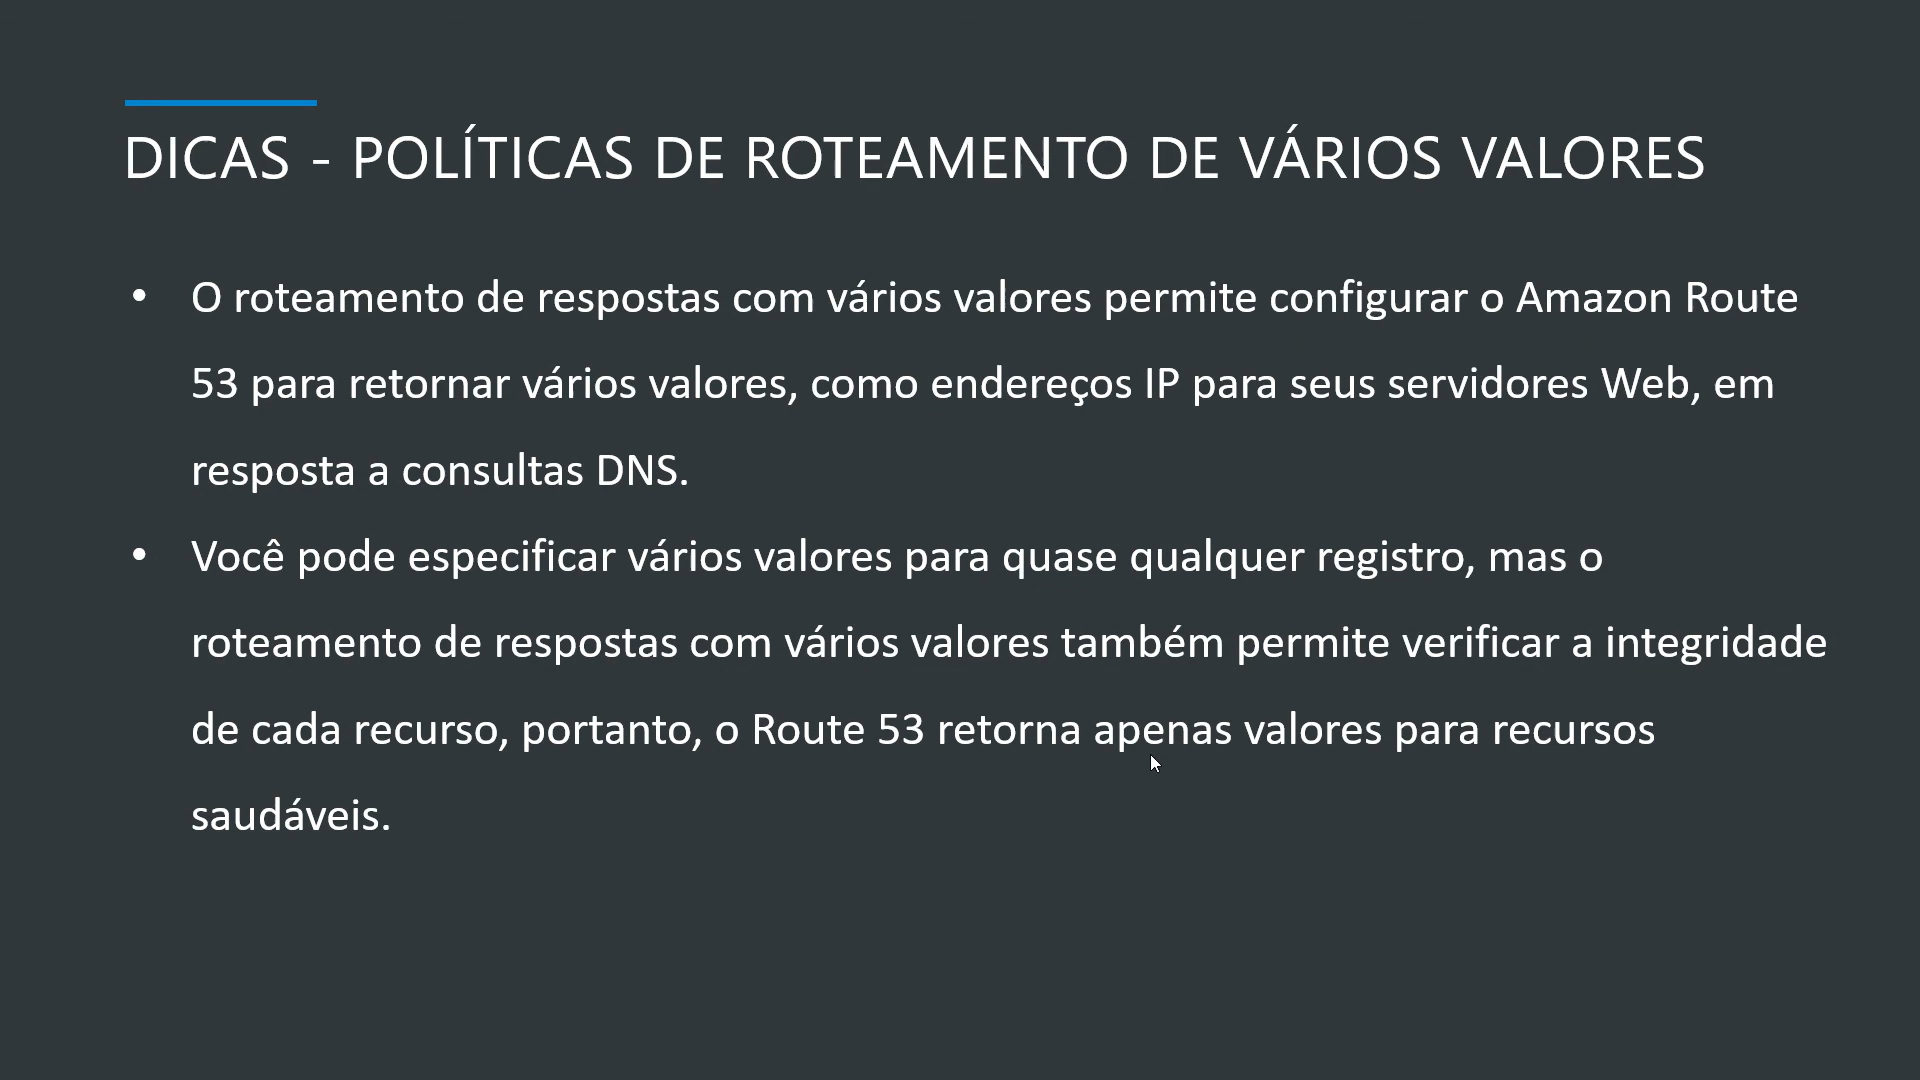 DICAS - POLÍTICAS DE ROTEAMENTO DE VÁRIOS VALORES
• O roteamento de respostas com vários valores permite configurar o Amazon Route
53 para retornar vários valores, como endereços IP para seus servidores Web, em
resposta a consultas DNS.
• Você pode especificar vários valores para quase qualquer registro, mas o
roteamento de respostas com vários valores também permite verificar a integridade
de cada recurso, portanto, o Route 53 retorna apenas valores para recursos
saudáveis.